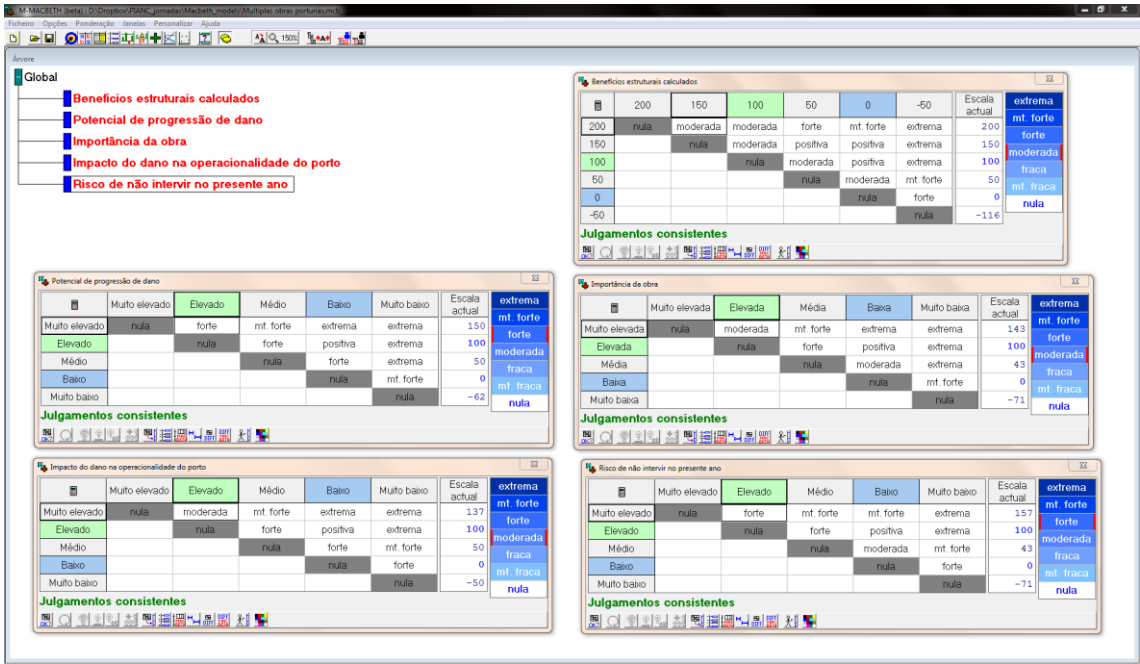 M-MACBETH (beta) : D:\Dropbox\PIANC_jornadas\Macbeth_models\Multiplas obras porturias.mcb
Ficheiro Opções Ponderação Janelas Personalizar Ajuda
150%
Árvore
Global
Benefícios estruturais calculados
Potencial de progressão de dano
Importância da obra
Impacto do dano na operacionalidade do porto
Risco de não intervir no presente ano
Benefícios estruturais calculados
200 150 100 50 0 -50 Escala actual
200 nula moderada moderada forte mt. forte extrema 200
150 nula moderada positiva positiva extrema 150
100 nula moderada positiva extrema 100
50 nula moderada mt. forte 50
0 nula forte 0
-50 nula -116
extrema
mt. forte
forte
moderada
fraca
mt. fraca
nula
Julgamentos consistentes
Potencial de progressão de dano
Muito elevado Elevado Médio Baixo Muito baixo Escala actual
Muito elevado nula forte mt. forte extrema extrema 150
Elevado nula forte positiva extrema 100
Médio nula forte extrema 50
Baixo nula mt. forte 0
Muito baixo nula -62
extrema
mt. forte
forte
moderada
fraca
mt. fraca
nula
Julgamentos consistentes
Importância da obra
Muito elevada Elevada Média Baixa Muito baixa Escala actual
Muito elevada nula moderada mt. forte extrema extrema 143
Elevada nula forte positiva extrema 100
Média nula moderada extrema 43
Baixa nula mt. forte 0
Muito baixa nula -71
extrema
mt. forte
forte
moderada
fraca
mt. fraca
nula
Julgamentos consistentes
Impacto do dano na operacionalidade do porto
Muito elevado Elevado Médio Baixo Muito baixo Escala actual
Muito elevado nula moderada mt. forte extrema extrema 137
Elevado nula forte positiva extrema 100
Médio nula forte mt. forte 50
Baixo nula forte 0
Muito baixo nula -50
extrema
mt. forte
forte
moderada
fraca
mt. fraca
nula
Julgamentos consistentes
Risco de não intervir no presente ano
Muito elevado Elevado Médio Baixo Muito baixo Escala actual
Muito elevado nula forte mt. forte mt. forte extrema 157
Elevado nula forte positiva extrema 100
Médio nula moderada mt. forte 43
Baixo nula forte 0
Muito baixo nula -71
extrema
mt. forte
forte
moderada
fraca
mt. fraca
nula
Julgamentos consistentes